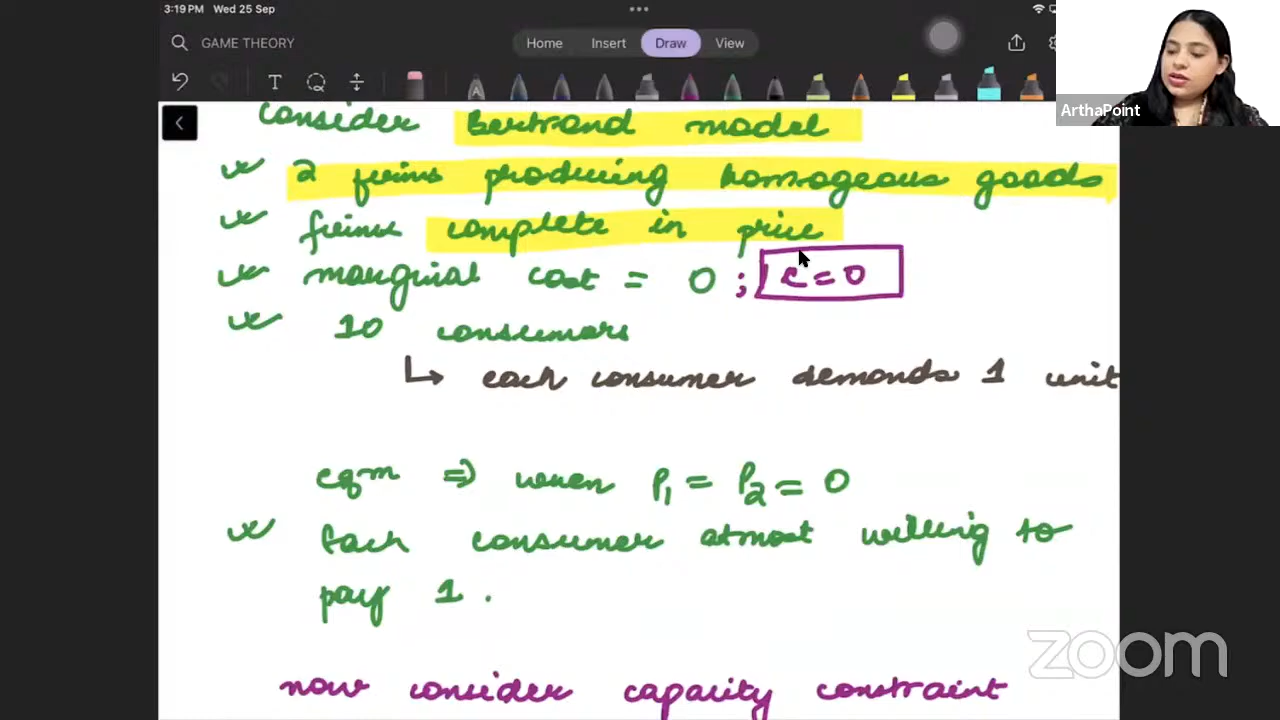 3:19 PM Wed 25 Sep
GAME THEORY
Home Insert Draw View
ArthaPoint
Consider Bertrand model
2 firms producing homogeous goods
firms complete in price
marginal cost = 0 ; c = 0
10 consumers
↳ each consumer demands 1 unit
eqm ⇒ when P1 = P2 = 0
Each consumer atmost willing to
pay 1 .
zoom
now consider capacity constraint